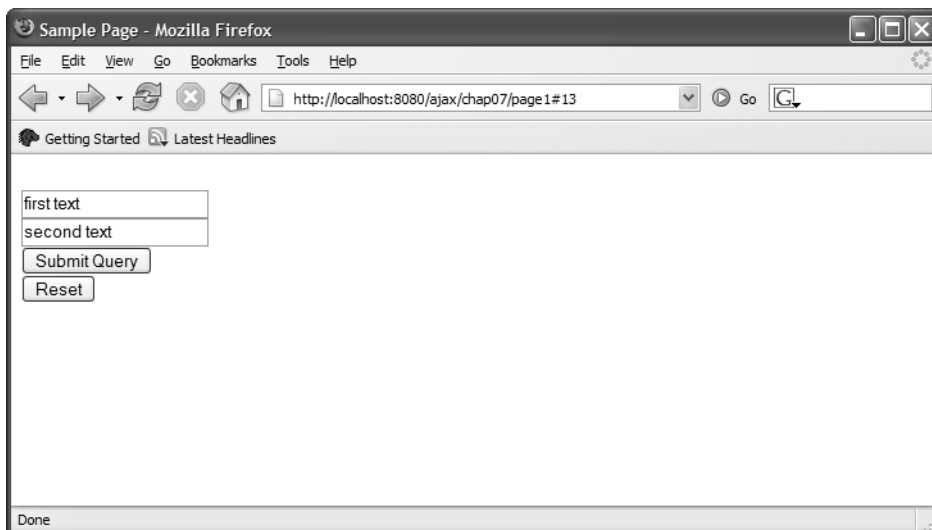 Sample Page - Mozilla Firefox
File Edit View Go Bookmarks Tools Help
http://localhost:8080/ajax/chap07/page1#13 Go G
Getting Started Latest Headlines
first text
second text
Submit Query
Reset
Done